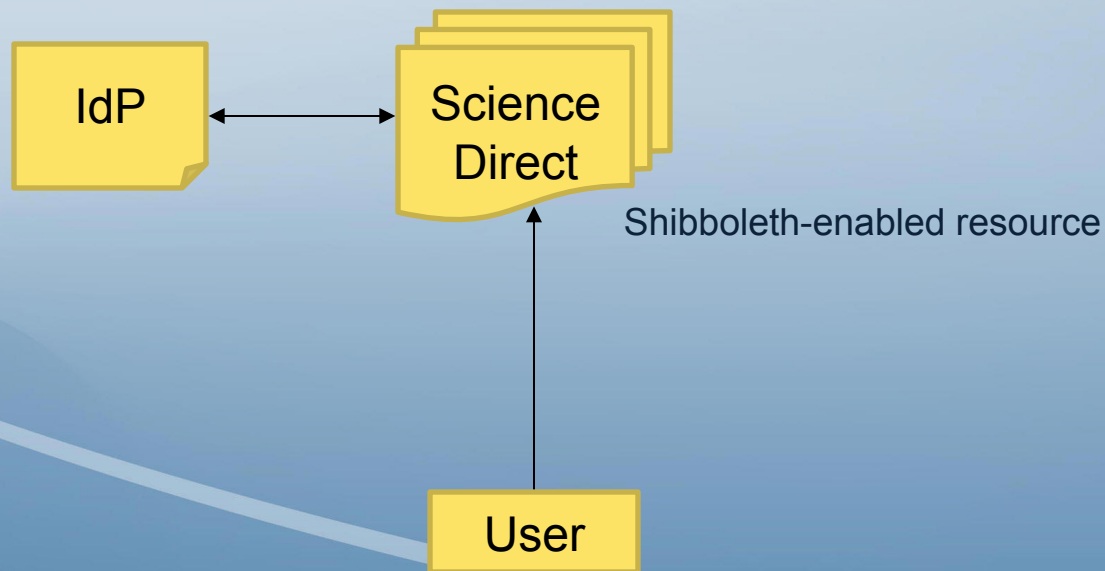 IdP
Science
Direct
Shibboleth-enabled resource
User